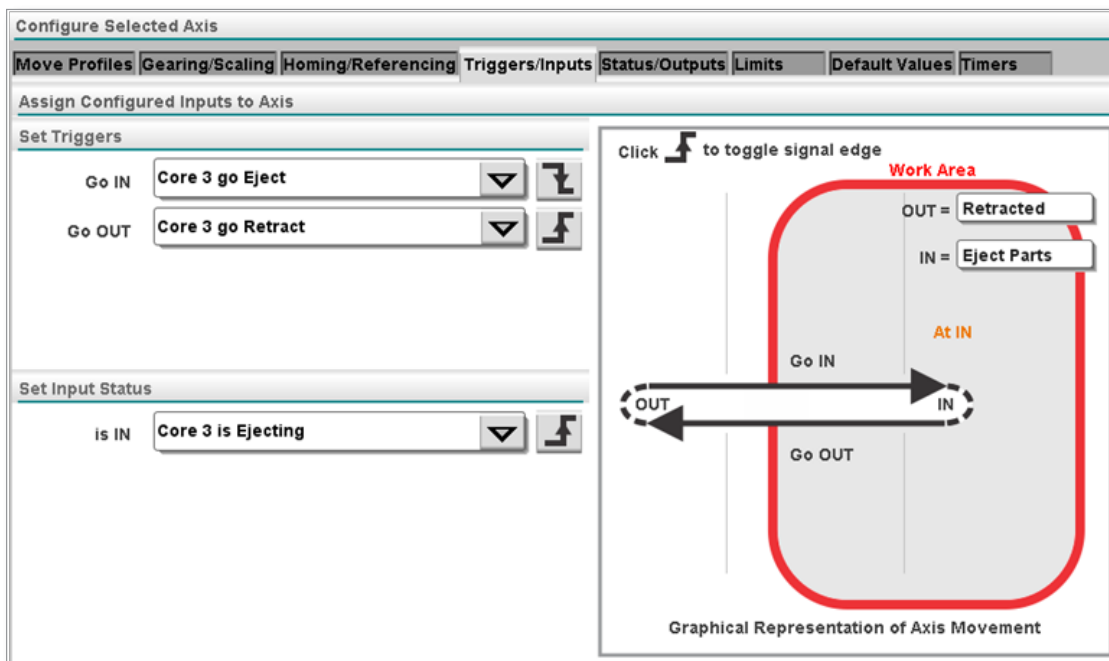 Configure Selected Axis
Move Profiles Gearing/Scaling Homing/Referencing Triggers/Inputs Status/Outputs Limits Default Values Timers
Assign Configured Inputs to Axis
Set Triggers
Go IN Core 3 go Eject
Go OUT Core 3 go Retract
Set Input Status
is IN Core 3 is Ejecting
Click to toggle signal edge
Work Area
OUT = Retracted
IN = Eject Parts
At IN
Go IN
OUT IN
Go OUT
Graphical Representation of Axis Movement